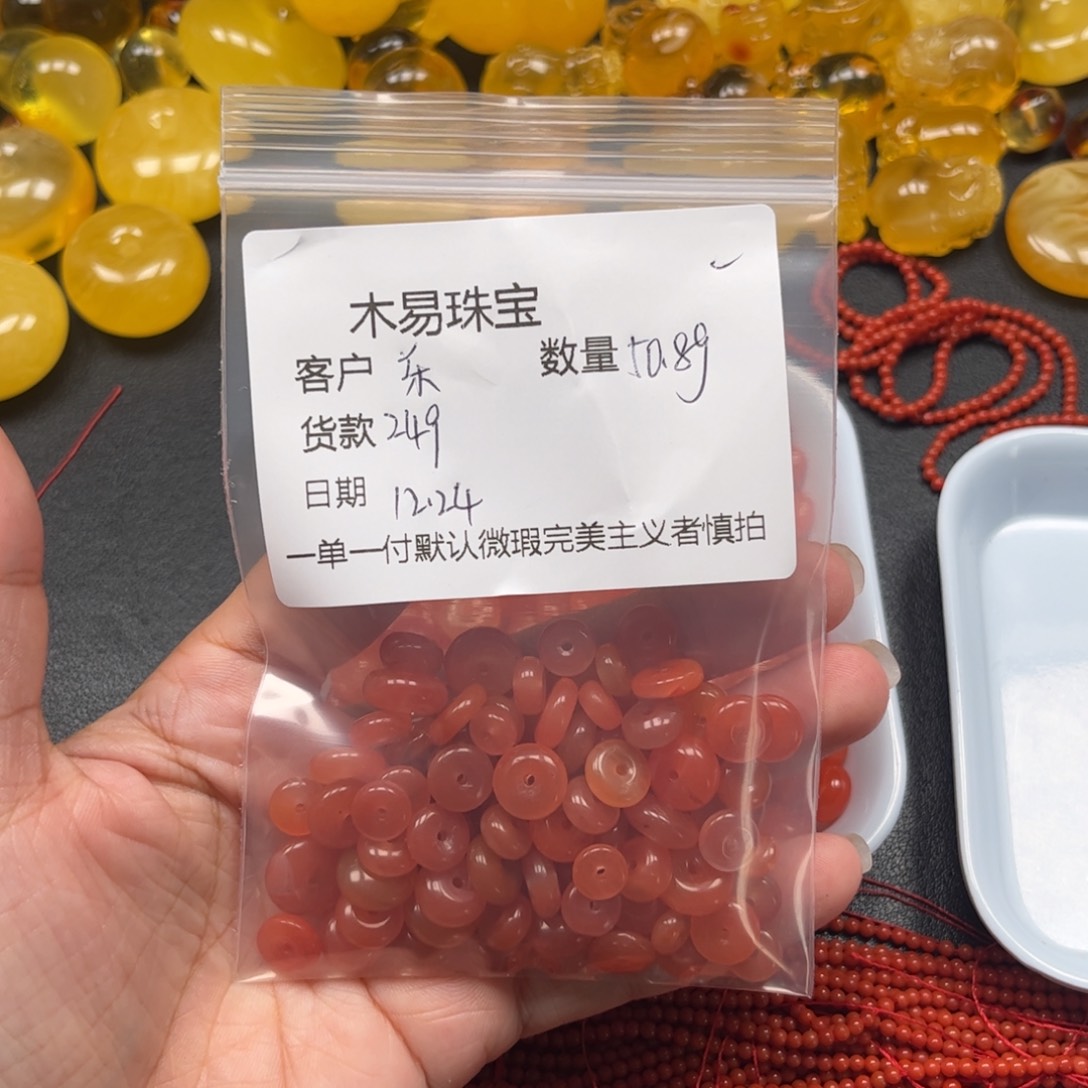 木易珠宝
客户 东 数量 50.8g
货款 249
日期 12.24
一单一付默认微瑕完美主义者慎拍